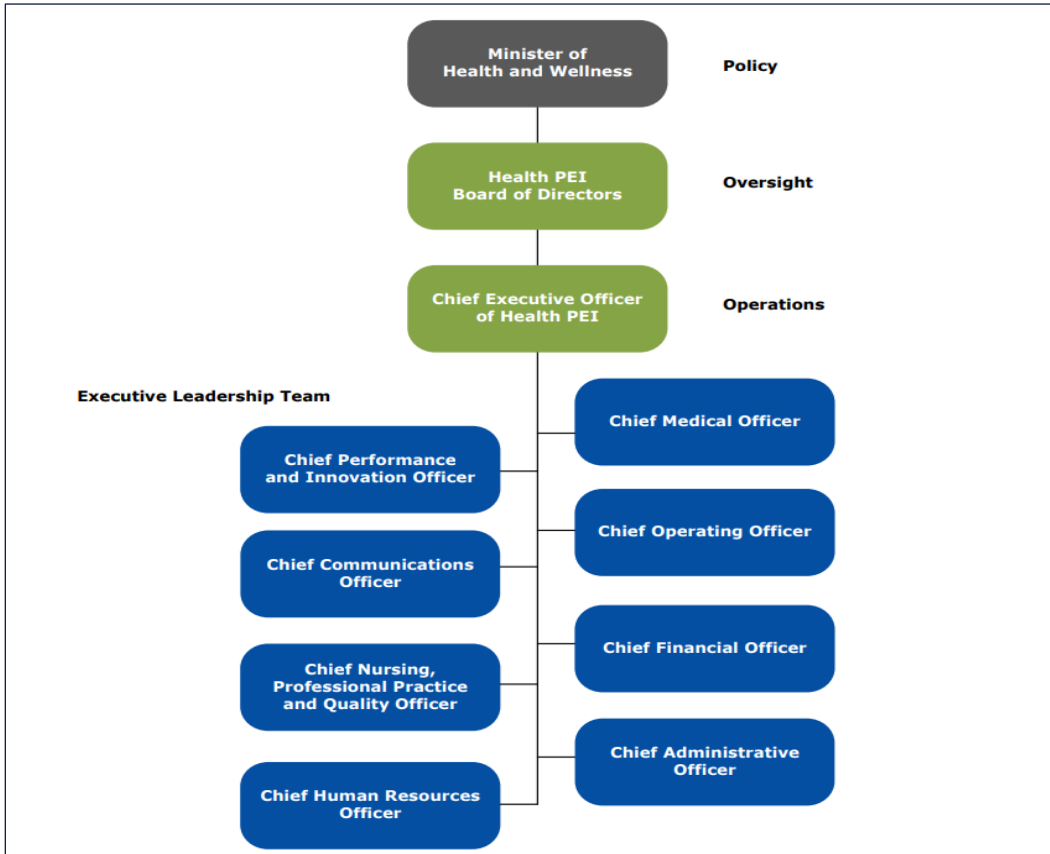 Minister of
Health and Wellness
Policy
Health PEI
Board of Directors
Oversight
Chief Executive Officer
of Health PEI
Operations
Executive Leadership Team
Chief Medical Officer
Chief Performance
and Innovation Officer
Chief Operating Officer
Chief Communications
Officer
Chief Financial Officer
Chief Nursing,
Professional Practice
and Quality Officer
Chief Administrative
Officer
Chief Human Resources
Officer